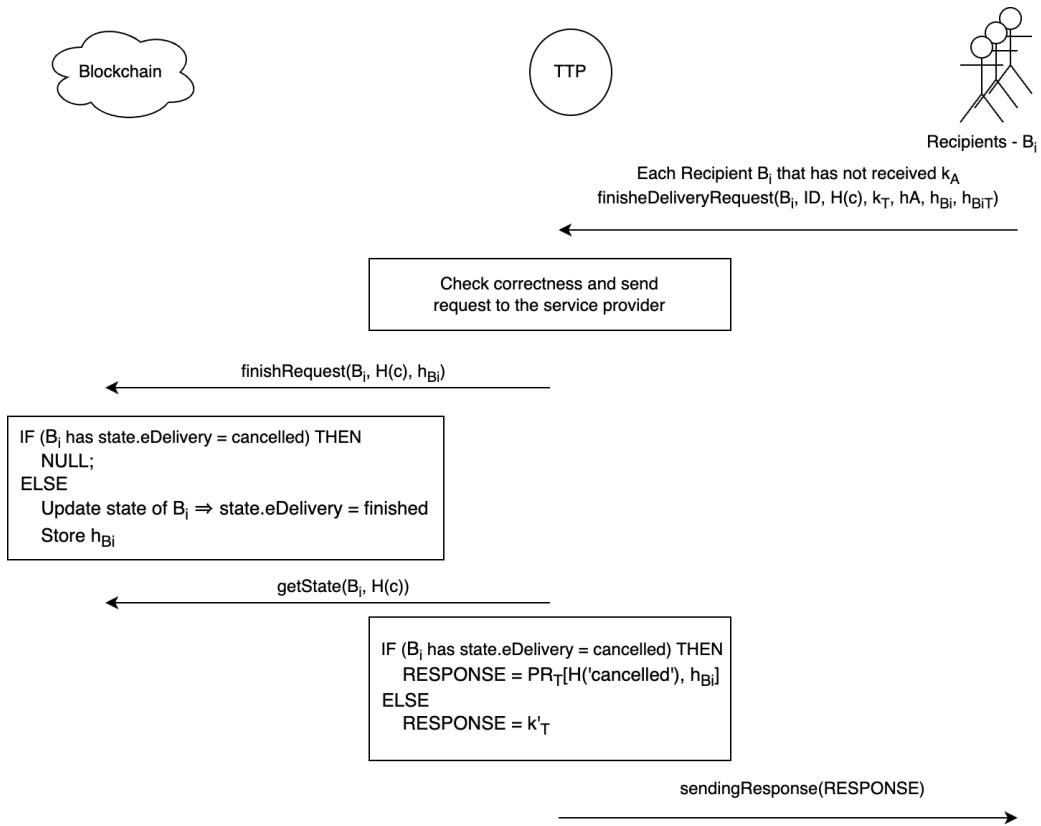 Blockchain
TTP
Recipients - Bi
Each Recipient Bi that has not received kA
finisheDeliveryRequest(Bi, ID, H(c), kT, hA, hBi, hBiT)
Check correctness and send
request to the service provider
finishRequest(Bi, H(c), hBi)
IF (Bi has state.eDelivery = cancelled) THEN
NULL;
ELSE
Update state of Bi ⇒ state.eDelivery = finished
Store hBi
getState(Bi, H(c))
IF (Bi has state.eDelivery = cancelled) THEN
RESPONSE = PRT[H('cancelled'), hBi]
ELSE
RESPONSE = k'T
sendingResponse(RESPONSE)